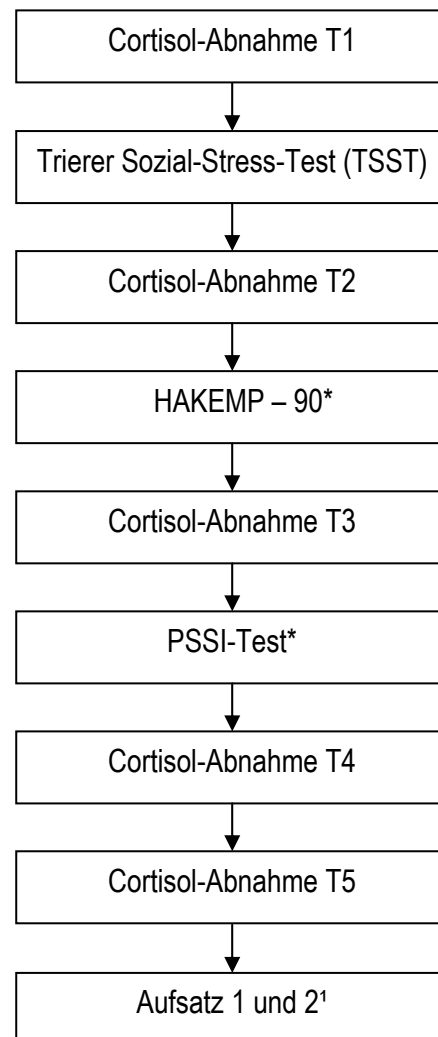 Cortisol-Abnahme T1
Trierer Sozial-Stress-Test (TSST)
Cortisol-Abnahme T2
HAKEMP – 90*
Cortisol-Abnahme T3
PSSI-Test*
Cortisol-Abnahme T4
Cortisol-Abnahme T5
Aufsatz 1 und 2¹